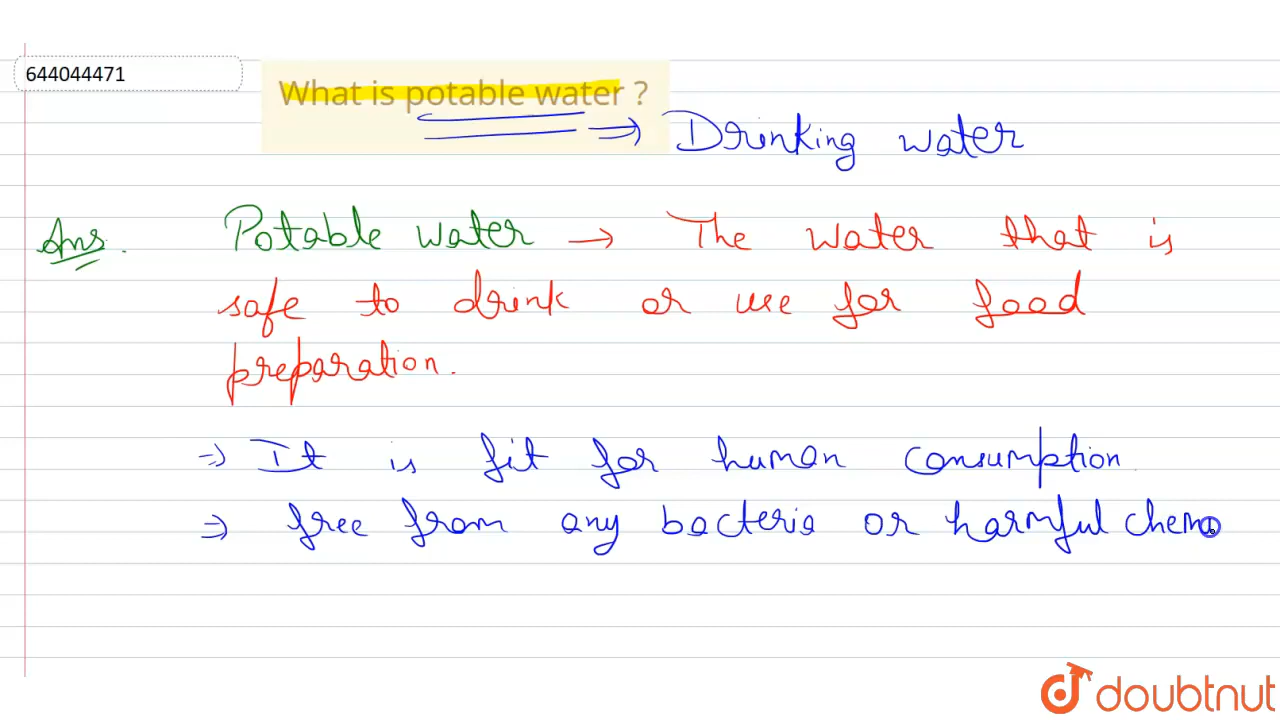 644044471
What is potable water ?
→ Drinking water
Ans. Potable water → The water that is
safe to drink or use for food
preparation.
⇒ It is fit for human consumption
⇒ free from any bacteria or harmful chema
doubtnut